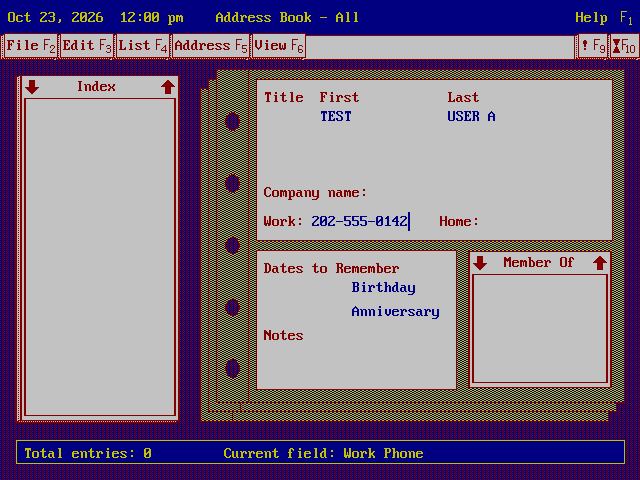 Oct 23, 2026  12:00 pm    Address Book - All    Help F1
File F2  Edit F3  List F4  Address F5  View F6  ! F9  F10
Index
Title  First  Last
TEST  USER A
Company name:
Work: 202-555-0142  Home:
Dates to Remember
Birthday
Anniversary
Notes
Member Of
Total entries: 0  Current field: Work Phone